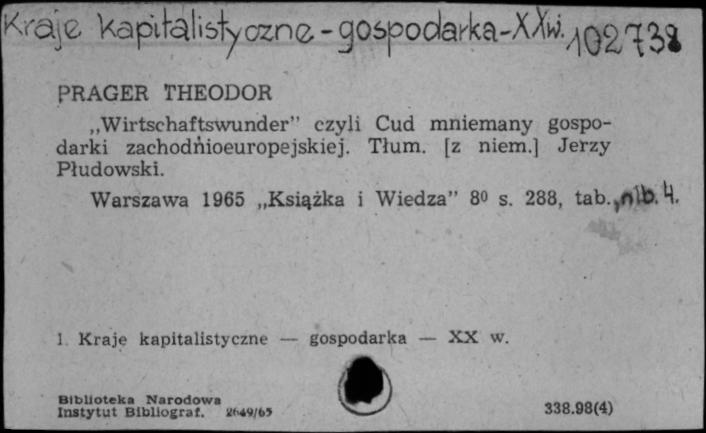 Kraje kapitalistyczne - gospodarka - XX w. 102738
PRAGER THEODOR
„Wirtschaftswunder” czyli Cud mniemany gospo-
darki zachodnioeuropejskiej. Tłum. [z niem.] Jerzy
Płudowski.
Warszawa 1965 „Książka i Wiedza” 8⁰ s. 288, tab., nlb. 4.
1. Kraje kapitalistyczne — gospodarka — XX w.
Biblioteka Narodowa
Instytut Bibliograf. 2649/65
338.98(4)